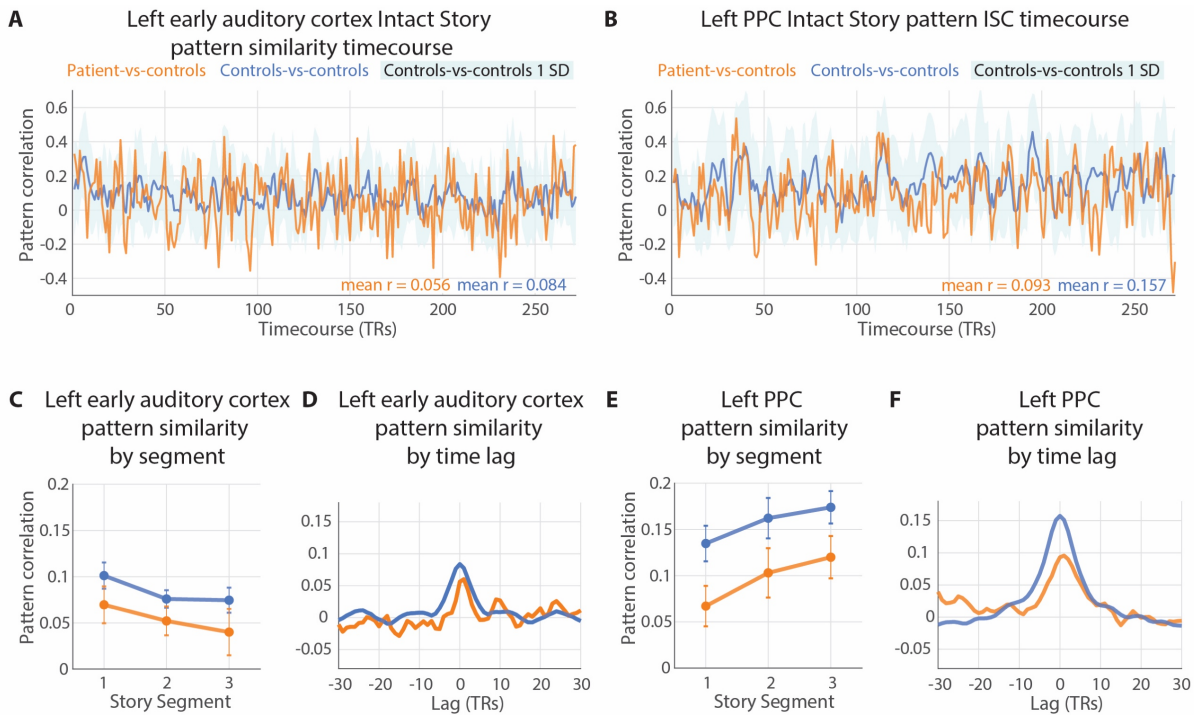 A
Left early auditory cortex Intact Story
pattern similarity timecourse
Patient-vs-controls Controls-vs-controls Controls-vs-controls 1 SD
Pattern correlation
0.6
0.4
0.2
0
-0.2
-0.4
mean r = 0.056 mean r = 0.084
0 50 100 150 200 250
Timecourse (TRs)
B
Left PPC Intact Story pattern ISC timecourse
Patient-vs-controls Controls-vs-controls Controls-vs-controls 1 SD
Pattern correlation
0.6
0.4
0.2
0
-0.2
-0.4
mean r = 0.093 mean r = 0.157
0 50 100 150 200 250
Timecourse (TRs)
C
Left early auditory cortex
pattern similarity
by segment
Pattern correlation
0.2
0.15
0.1
0.05
0
1 2 3
Story Segment
D
Left early auditory cortex
pattern similarity
by time lag
0.15
0.1
0.05
0
-0.05
-30 -20 -10 0 10 20 30
Lag (TRs)
E
Left PPC
pattern similarity
by segment
Pattern correlation
0.2
0.15
0.1
0.05
0
1 2 3
Story Segment
F
Left PPC
pattern similarity
by time lag
0.15
0.1
0.05
0
-0.05
-30 -20 -10 0 10 20 30
Lag (TRs)